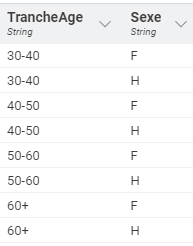 TrancheAge Sexe
String String
30-40 F
30-40 H
40-50 F
40-50 H
50-60 F
50-60 H
60+ F
60+ H